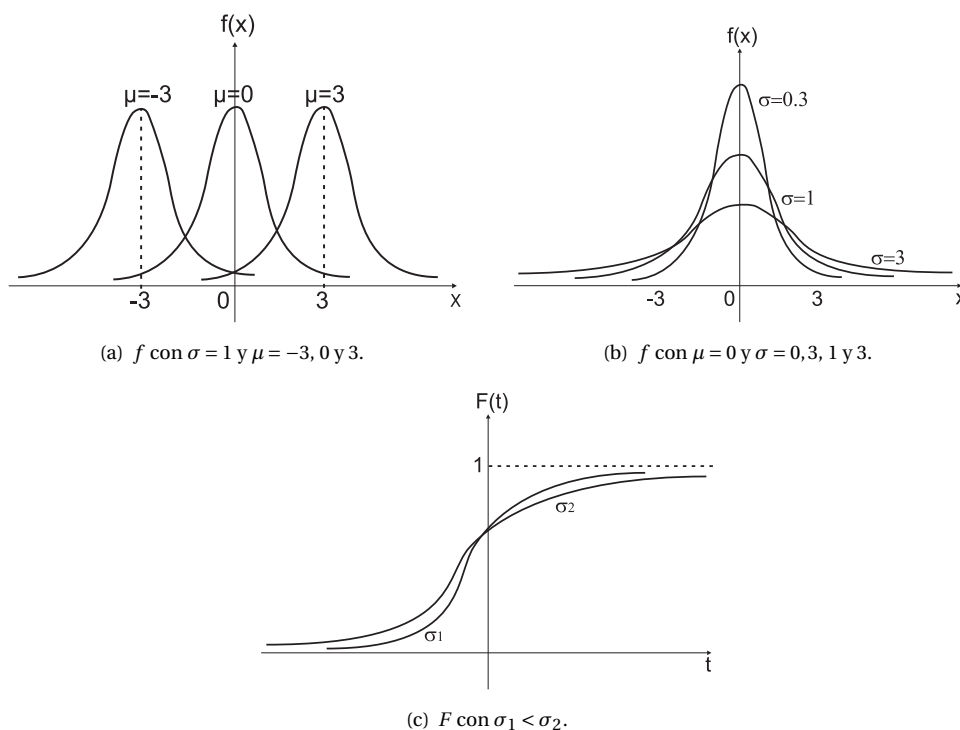 f(x)
μ=-3 μ=0 μ=3
-3 0 3 x
(a) f con σ = 1 y μ = −3, 0 y 3.
f(x)
σ=0.3
σ=1
σ=3
-3 0 3 x
(b) f con μ = 0 y σ = 0,3, 1 y 3.
F(t)
1
σ2
σ1
t
(c) F con σ1 < σ2.